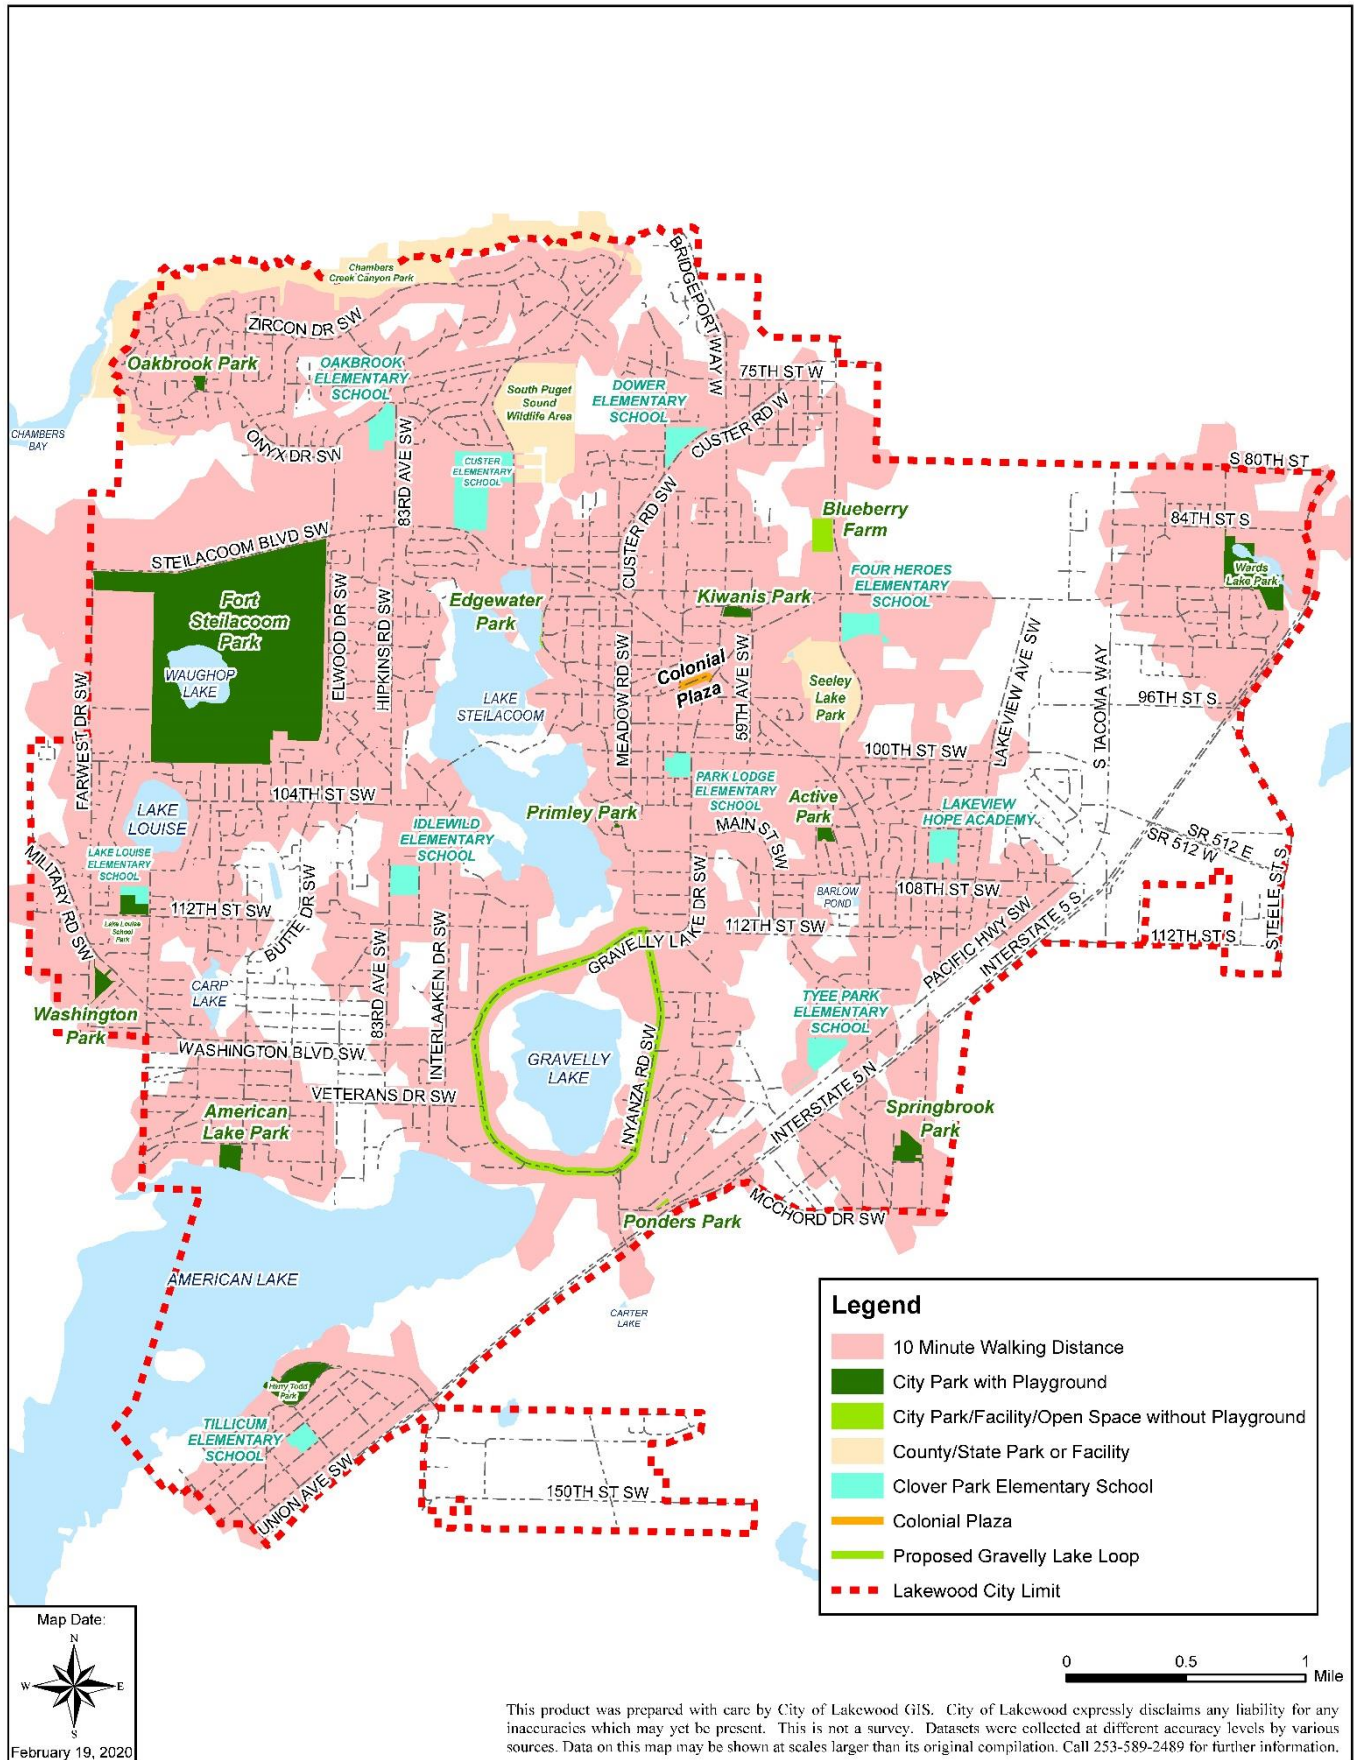 Chambers
Creek Canyon Park
BRIDGEPORT WAY W
ZIRCON DR SW
Oakbrook Park
OAKBROOK
ELEMENTARY
SCHOOL
South Puget
Sound
Wildlife Area
DOWER
ELEMENTARY
SCHOOL
75TH ST W
CUSTER RD W
CHAMBERS
BAY
ONYX DR SW
83RD AVE SW
CUSTER
ELEMENTARY
SCHOOL
S 80TH ST
CUSTER RD SW
Blueberry
Farm
84TH ST S
STEILACOOM BLVD SW
Wards
Lake Park
FOUR HEROES
ELEMENTARY
SCHOOL
Fort
Steilacoom
Park
ELWOOD DR SW
HIPKINS RD SW
Edgewater
Park
Kiwanis Park
WAUGHOP
LAKE
LAKE
STEILACOOM
MEADOW RD SW
Colonial
Plaza
59TH AVE SW
Seeley
Lake
Park
LAKEVIEW AVE SW
S TACOMA WAY
96TH ST S
FARWEST DR SW
100TH ST SW
104TH ST SW
LAKE
LOUISE
IDLEWILD
ELEMENTARY
SCHOOL
Primley Park
PARK LODGE
ELEMENTARY
SCHOOL
MAIN ST SW
Active
Park
LAKEVIEW
HOPE ACADEMY
SR 512 E
SR 512 W
MILITARY RD SW
LAKE LOUISE
ELEMENTARY
SCHOOL
Lake Louise
School
Park
112TH ST SW
BUTTE DR SW
GRAVELLY LAKE DR SW
BARLOW
POND
108TH ST SW
112TH ST SW
PACIFIC HWY SW
INTERSTATE 5 S
112TH ST S
STEELE ST S
CARP
LAKE
83RD AVE SW
INTERLAAKEN DR SW
Washington
Park
WASHINGTON BLVD SW
VETERANS DR SW
GRAVELLY
LAKE
NYANZA RD SW
TYEE PARK
ELEMENTARY
SCHOOL
INTERSTATE 5 N
American
Lake Park
Springbrook
Park
Ponders Park
MCCHORD DR SW
AMERICAN LAKE
CARTER
LAKE
Harry Todd
Park
TILLICUM
ELEMENTARY
SCHOOL
UNION AVE SW
150TH ST SW
Legend
10 Minute Walking Distance
City Park with Playground
City Park/Facility/Open Space without Playground
County/State Park or Facility
Clover Park Elementary School
Colonial Plaza
Proposed Gravelly Lake Loop
Lakewood City Limit
Map Date:
N
W E
S
February 19, 2020
0 0.5 1
Mile
This product was prepared with care by City of Lakewood GIS. City of Lakewood expressly disclaims any liability for any
inaccuracies which may yet be present. This is not a survey. Datasets were collected at different accuracy levels by various
sources. Data on this map may be shown at scales larger than its original compilation. Call 253-589-2489 for further information.